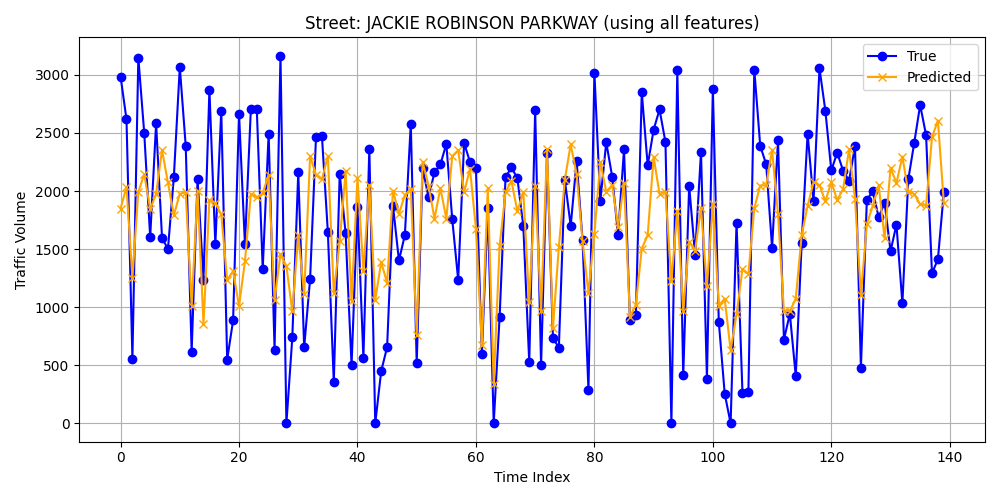 Street: JACKIE ROBINSON PARKWAY (using all features)
True
Predicted
Traffic Volume
3000
2500
2000
1500
1000
500
0
0 20 40 60 80 100 120 140
Time Index